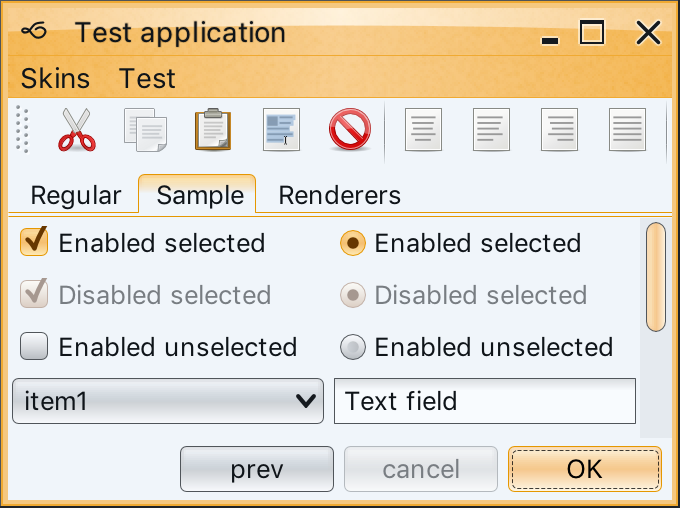 Test application
Skins Test
Regular Sample Renderers
Enabled selected Enabled selected
Disabled selected Disabled selected
Enabled unselected Enabled unselected
item1 Text field
prev cancel OK